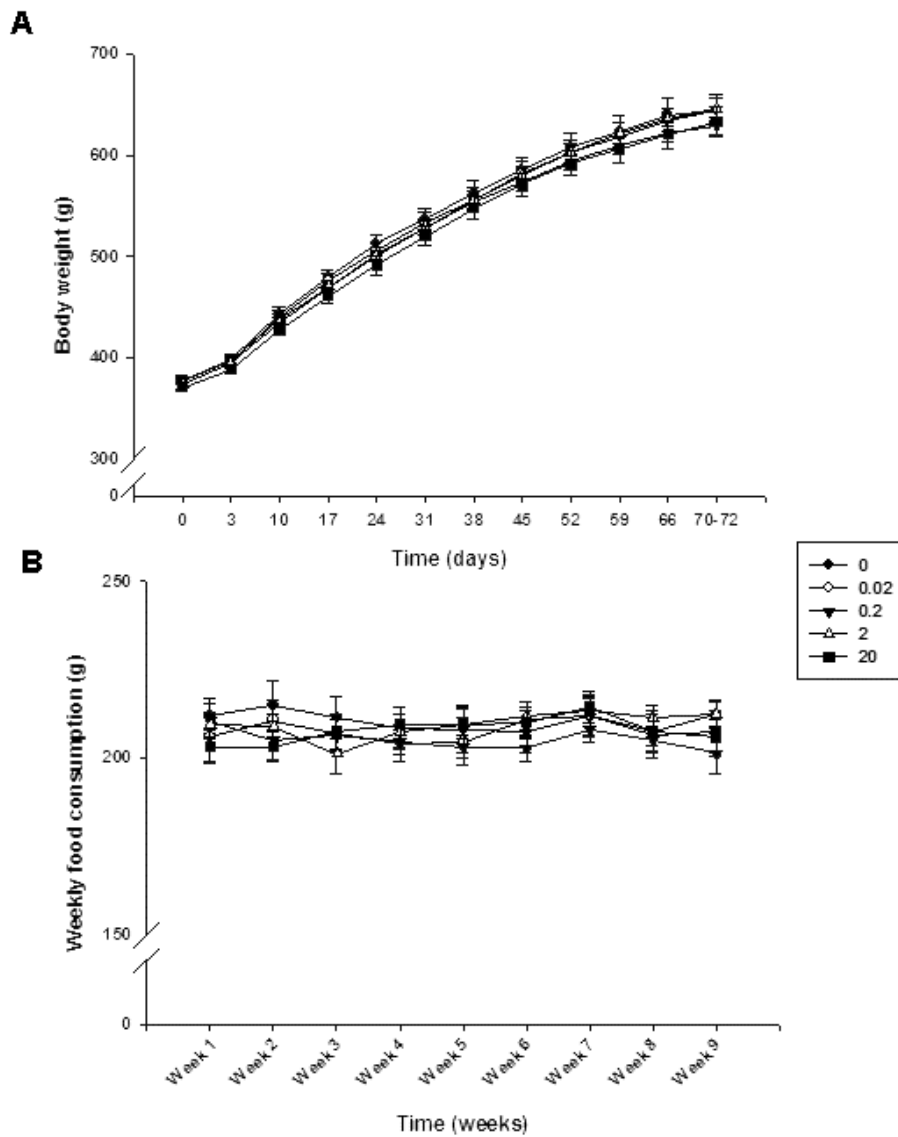 A
700
600
500
400
300
0
Body weight (g)
0 3 10 17 24 31 38 45 52 59 66 70-72
Time (days)
B
250
200
150
0
Weekly food consumption (g)
0
0.02
0.2
2
20
Week 1 Week 2 Week 3 Week 4 Week 5 Week 6 Week 7 Week 8 Week 9
Time (weeks)